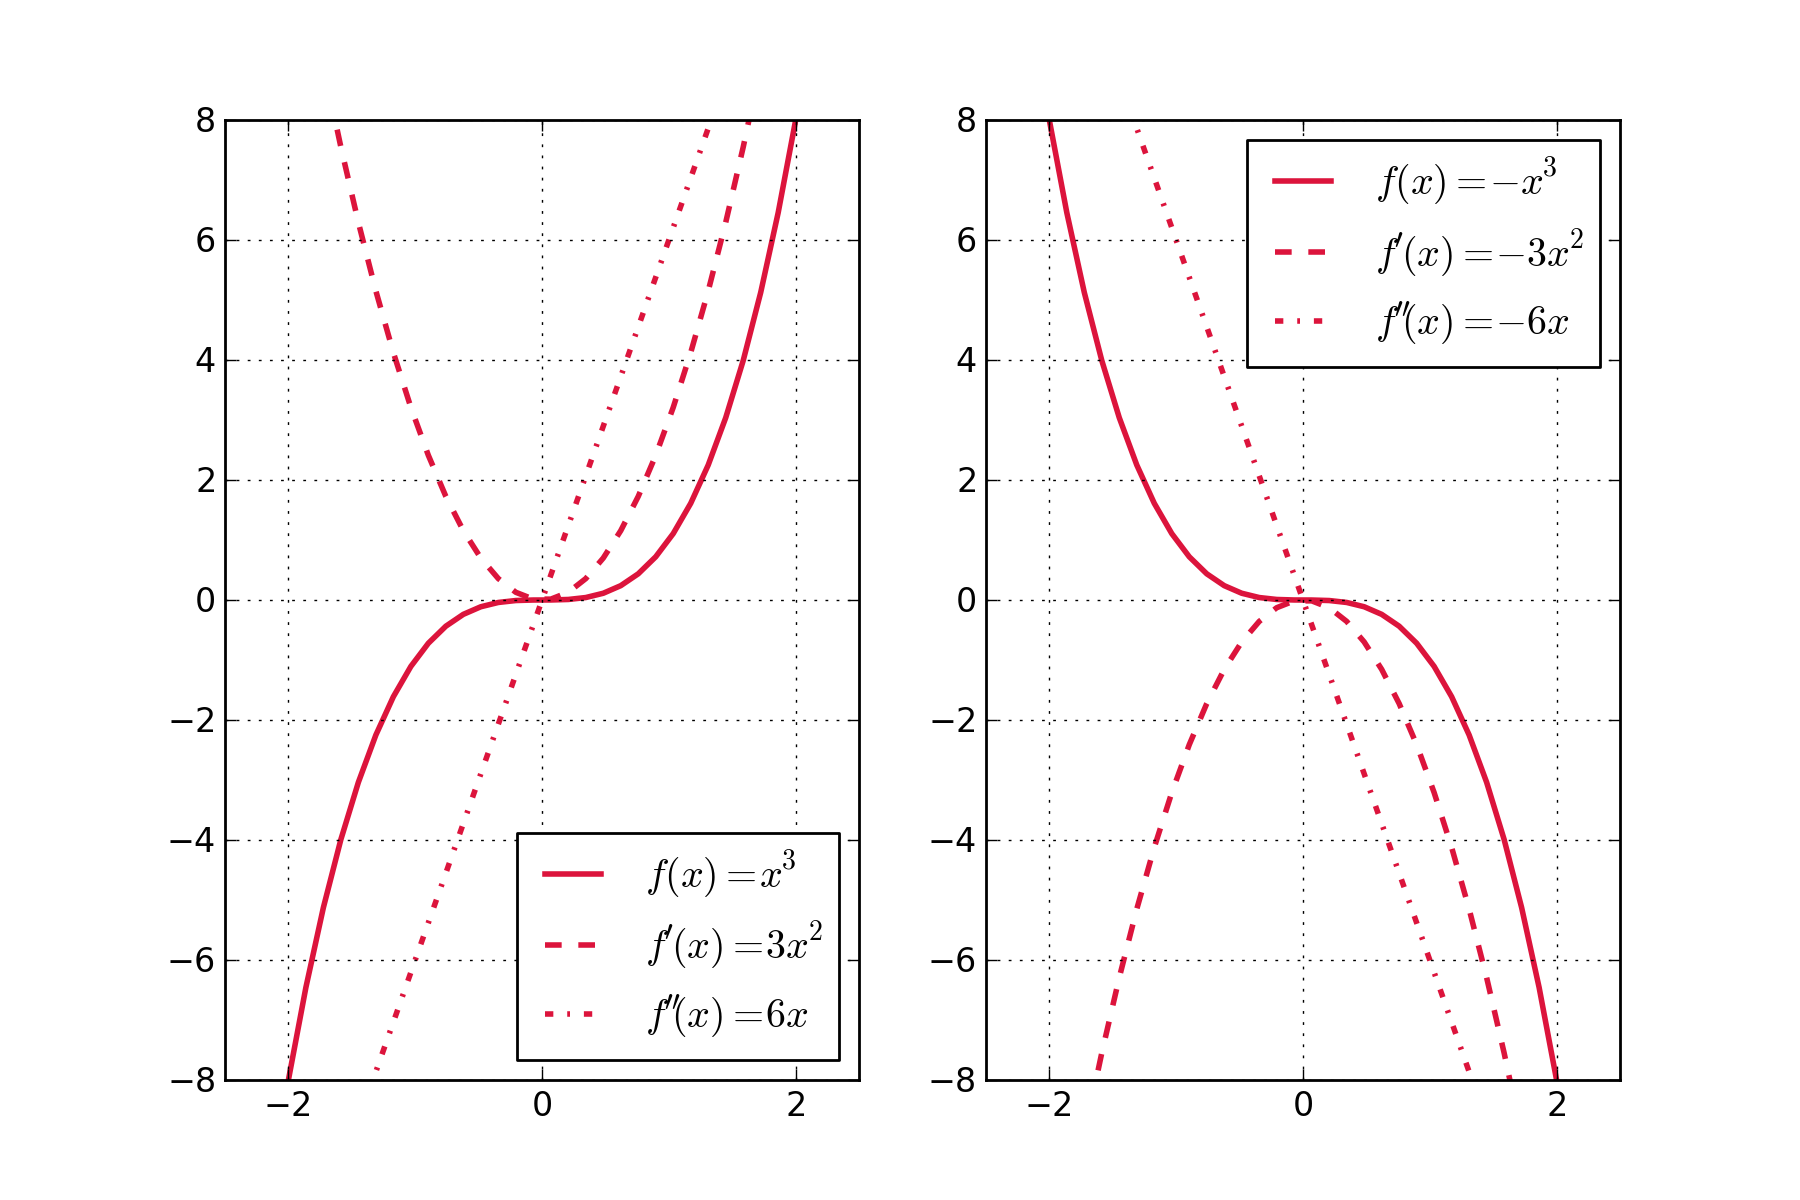 8
6
4
2
0
−2
−4
−6
−8
−2 0 2
f(x) = x³
f′(x) = 3x²
f″(x) = 6x
8
6
4
2
0
−2
−4
−6
−8
−2 0 2
f(x) = −x³
f′(x) = −3x²
f″(x) = −6x